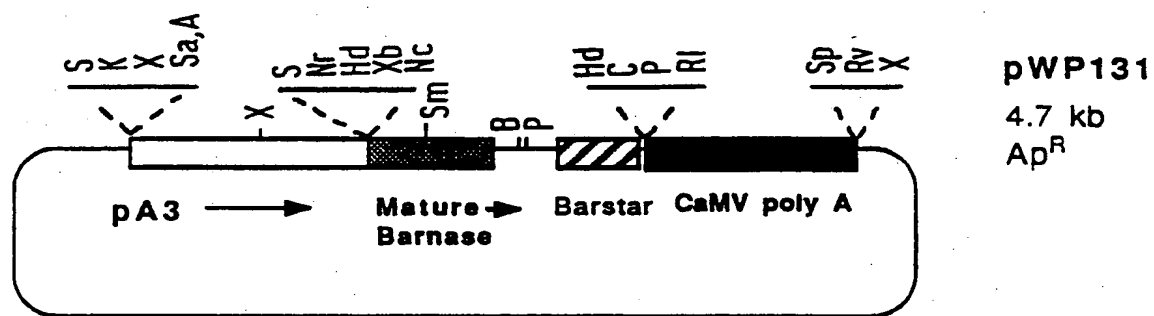 S K X Sa,A
S Nr Hd Xb Nc
Hd C P RI
Sp Rv X
pWP131
4.7 kb
ApR
X
Sm
B P
pA3
Mature
Barnase
Barstar
CaMV poly A